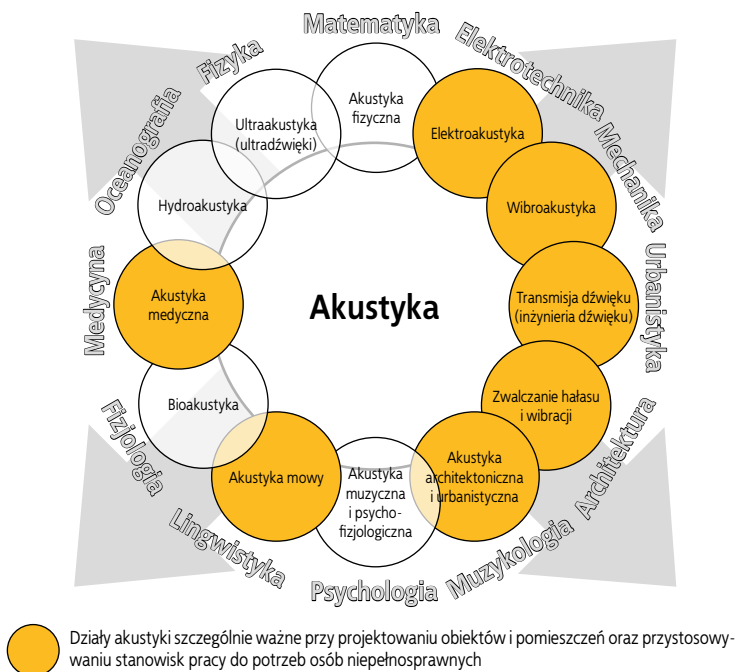 Matematyka
Elektrotechnika
Mechanika
Urbanistyka
Architektura
Muzykologia
Psychologia
Lingwistyka
Fizjologia
Medycyna
Oceanografia
Fizyka
Akustyka
fizyczna
Elektroakustyka
Wibroakustyka
Transmisja dźwięku
(inżynieria dźwięku)
Zwalczanie hałasu
i wibracji
Akustyka
architektoniczna
i urbanistyczna
Akustyka
muzyczna
i psycho-
fizjologiczna
Akustyka mowy
Bioakustyka
Akustyka
medyczna
Hydroakustyka
Ultraakustyka
(ultradźwięki)
Akustyka
Działy akustyki szczególnie ważne przy projektowaniu obiektów i pomieszczeń oraz przystosowy-
waniu stanowisk pracy do potrzeb osób niepełnosprawnych